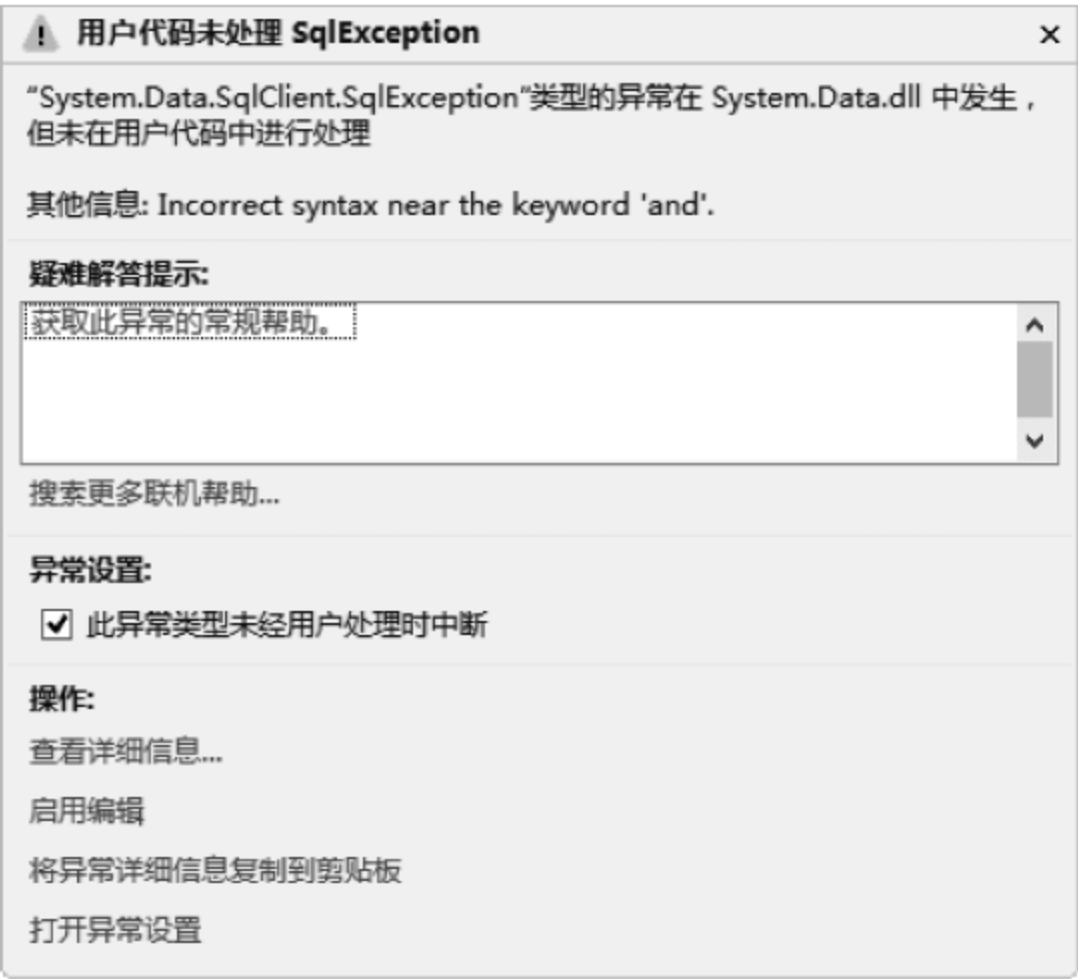 用户代码未处理 SqlException
“System.Data.SqlClient.SqlException”类型的异常在 System.Data.dll 中发生，
但未在用户代码中进行处理
其他信息: Incorrect syntax near the keyword 'and'.
疑难解答提示:
获取此异常的常规帮助。
搜索更多联机帮助...
异常设置:
此异常类型未经用户处理时中断
操作:
查看详细信息...
启用编辑
将异常详细信息复制到剪贴板
打开异常设置